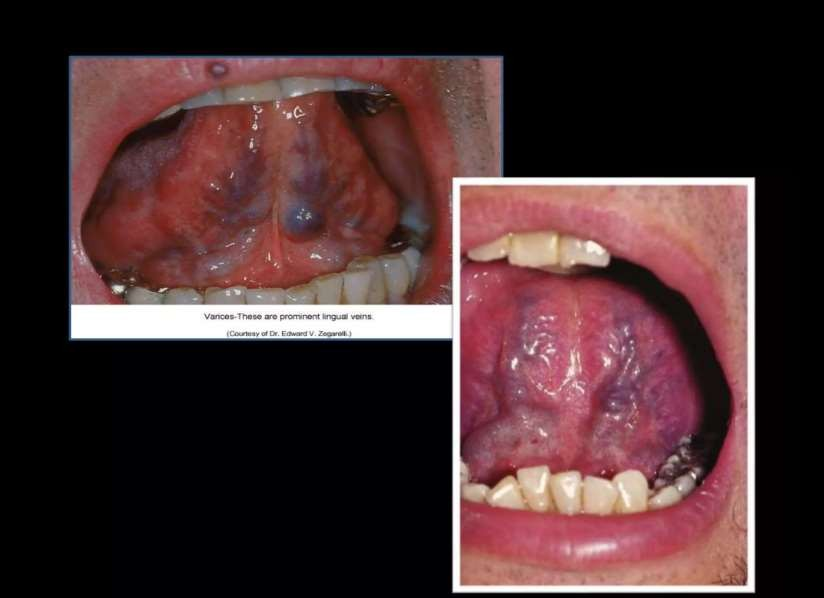 Varices-These are prominent lingual veins.
(Courtesy of Dr. Edward V. Zegarelli.)